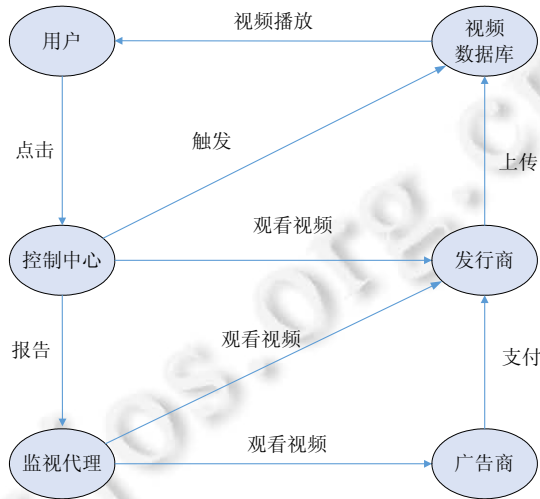 视频播放
用户
视频
数据库
点击
触发
上传
观看视频
控制中心
发行商
报告
观看视频
支付
观看视频
监视代理
广告商
jos.org.c